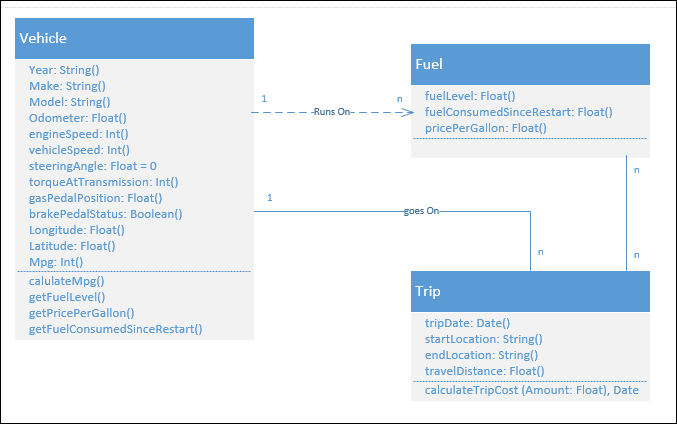 Vehicle
Year: String()
Make: String()
Model: String()
Odometer: Float()
engineSpeed: Int()
vehicleSpeed: Int()
steeringAngle: Float = 0
torqueAtTransmission: Int()
gasPedalPosition: Float()
brakePedalStatus: Boolean()
Longitude: Float()
Latitude: Float()
Mpg: Int()
calulateMpg()
getFuelLevel()
getPricePerGallon()
getFuelConsumedSinceRestart()
1
Runs On
n
Fuel
fuelLevel: Float()
fuelConsumedSinceRestart: Float()
pricePerGallon: Float()
n
n
1
goes On
n
Trip
tripDate: Date()
startLocation: String()
endLocation: String()
travelDistance: Float()
calculateTripCost (Amount: Float), Date